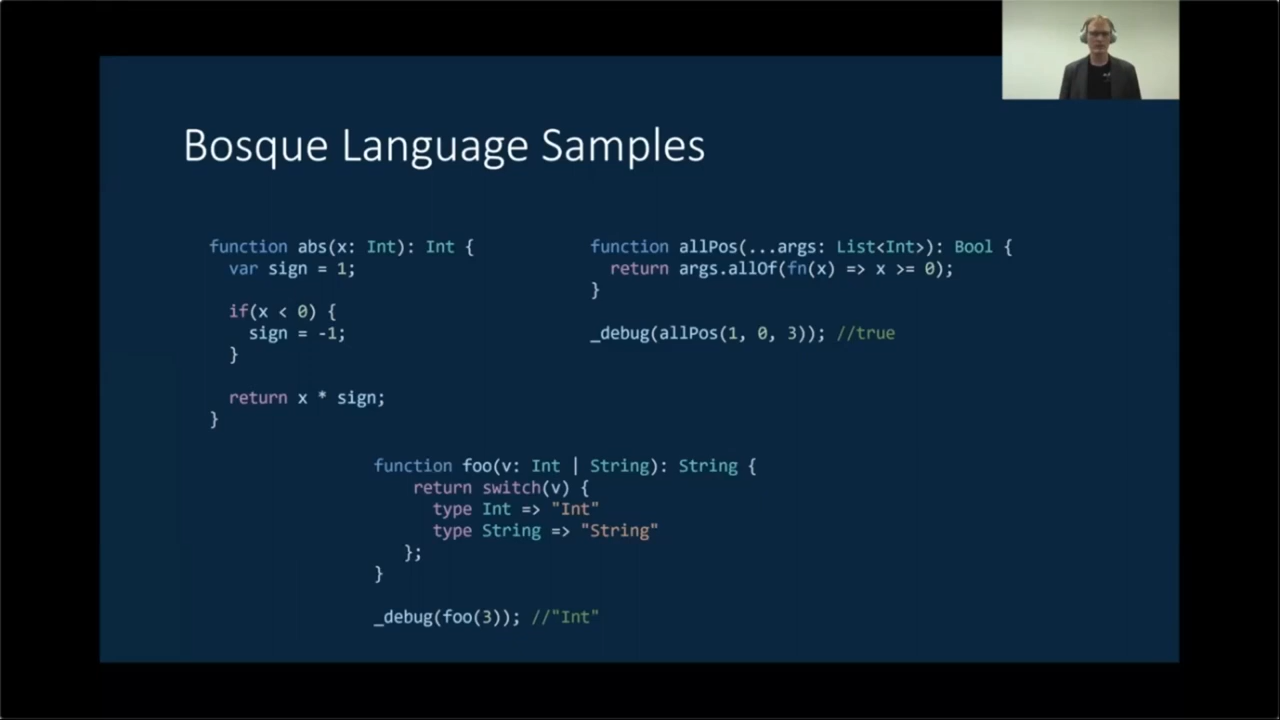 Bosque Language Samples
function abs(x: Int): Int {
  var sign = 1;
  if(x < 0) {
    sign = -1;
  }
  return x * sign;
}
function allPos(...args: List<Int>): Bool {
  return args.allOf(fn(x) => x >= 0);
}
_debug(allPos(1, 0, 3)); //true
function foo(v: Int | String): String {
    return switch(v) {
      type Int => "Int"
      type String => "String"
   };
}
_debug(foo(3)); //"Int"